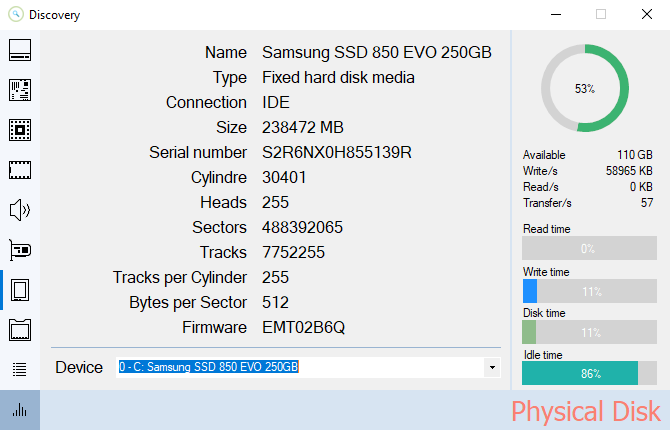 Discovery
Name Samsung SSD 850 EVO 250GB
Type Fixed hard disk media
Connection IDE
Size 238472 MB
Serial number S2R6NX0H855139R
Cylindre 30401
Heads 255
Sectors 488392065
Tracks 7752255
Tracks per Cylinder 255
Bytes per Sector 512
Firmware EMT02B6Q
Device 0 - C: Samsung SSD 850 EVO 250GB
53%
Available 110 GB
Write/s 58965 KB
Read/s 0 KB
Transfer/s 57
Read time
0%
Write time
11%
Disk time
11%
Idle time
86%
Physical Disk